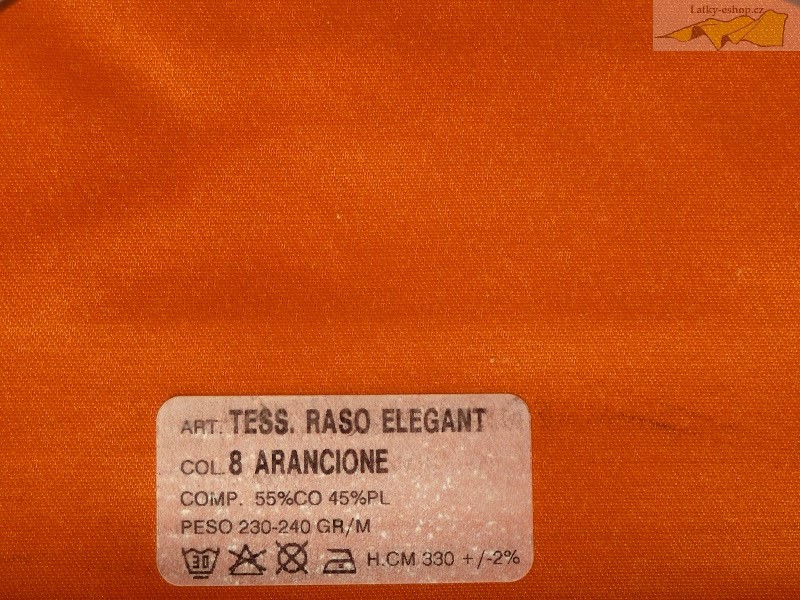 Latky-eshop.cz
ART. TESS. RASO ELEGANT
COL. 8 ARANCIONE
COMP. 55%CO 45%PL
PESO 230-240 GR/M
30 H.CM 330 +/-2%